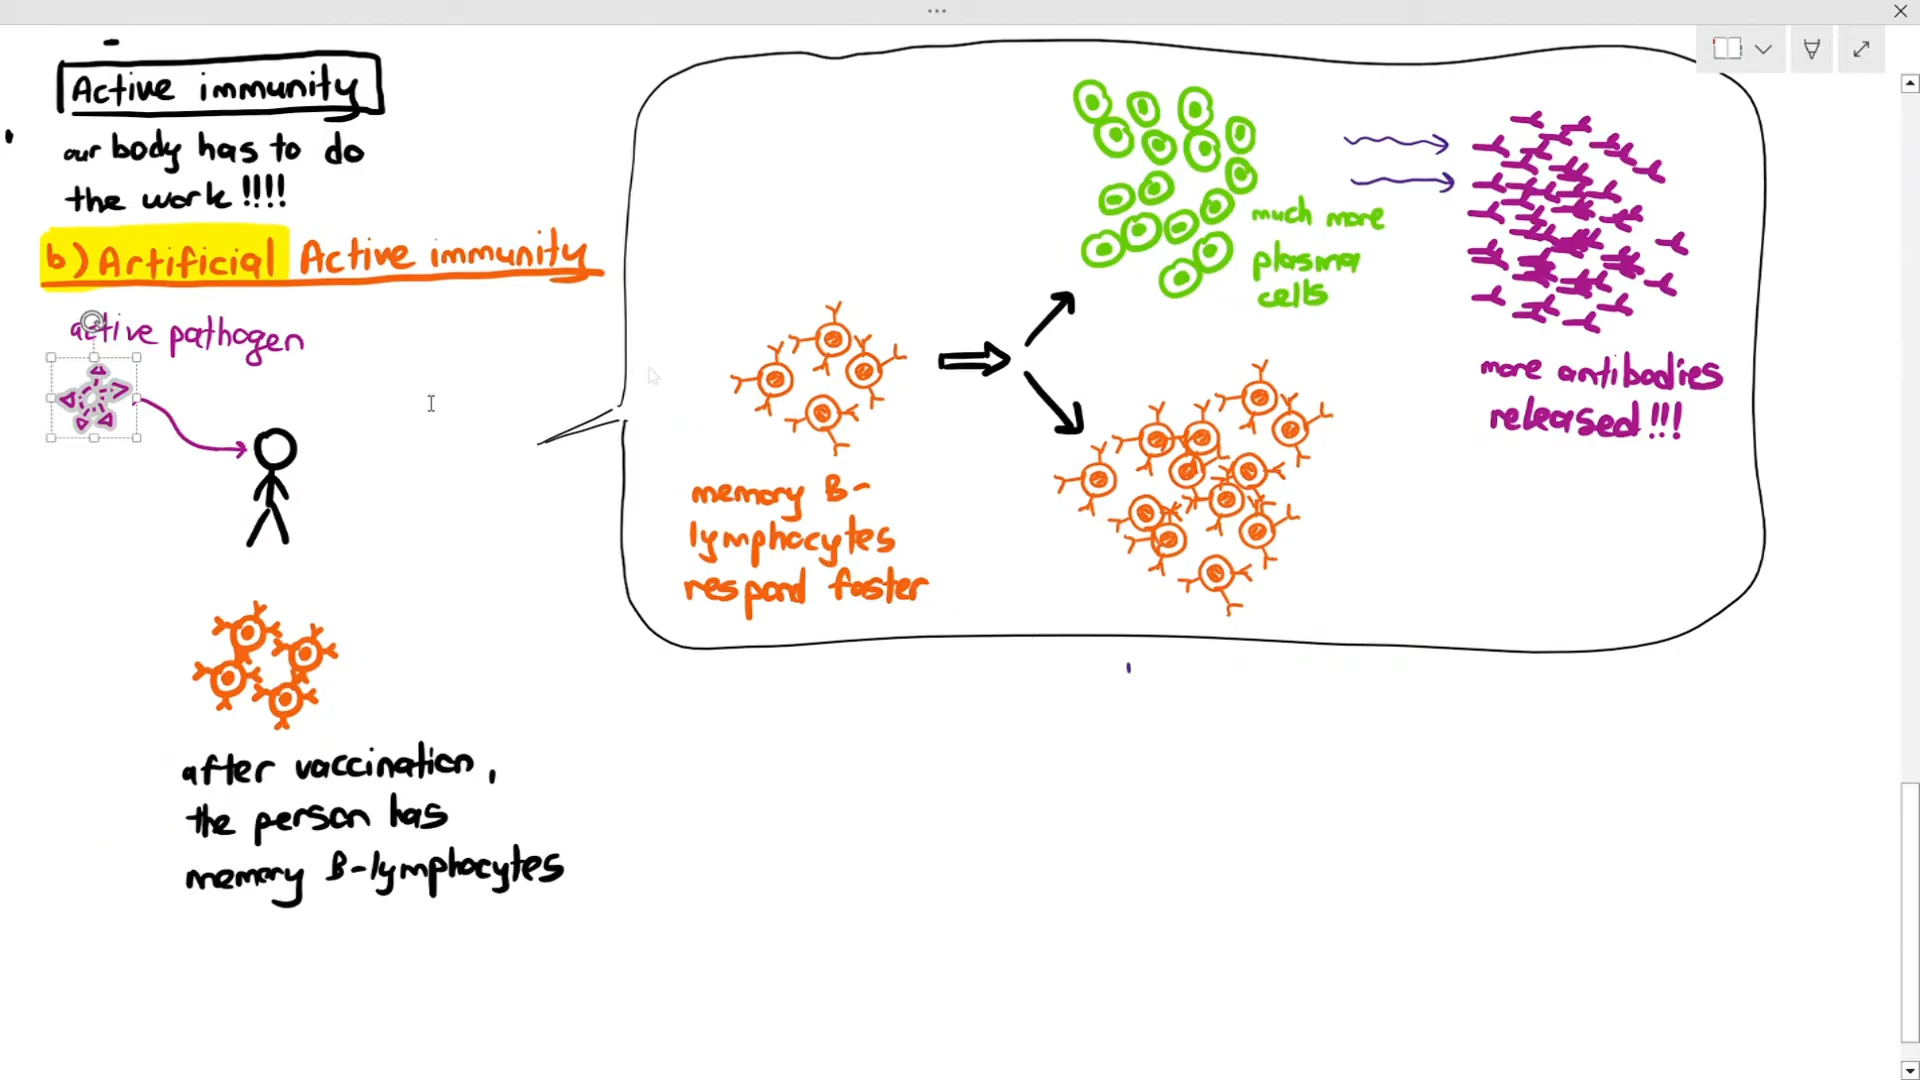 Active immunity
our body has to do
the work !!!!
b) Artificial Active immunity
active pathogen
after vaccination,
the person has
memory B-lymphocytes
memory B-
lymphocytes
respond faster
much more
plasma
cells
more antibodies
released!!!